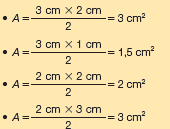 • A = 3 cm × 2 cm / 2 = 3 cm²
• A = 3 cm × 1 cm / 2 = 1,5 cm²
• A = 2 cm × 2 cm / 2 = 2 cm²
• A = 2 cm × 3 cm / 2 = 3 cm²